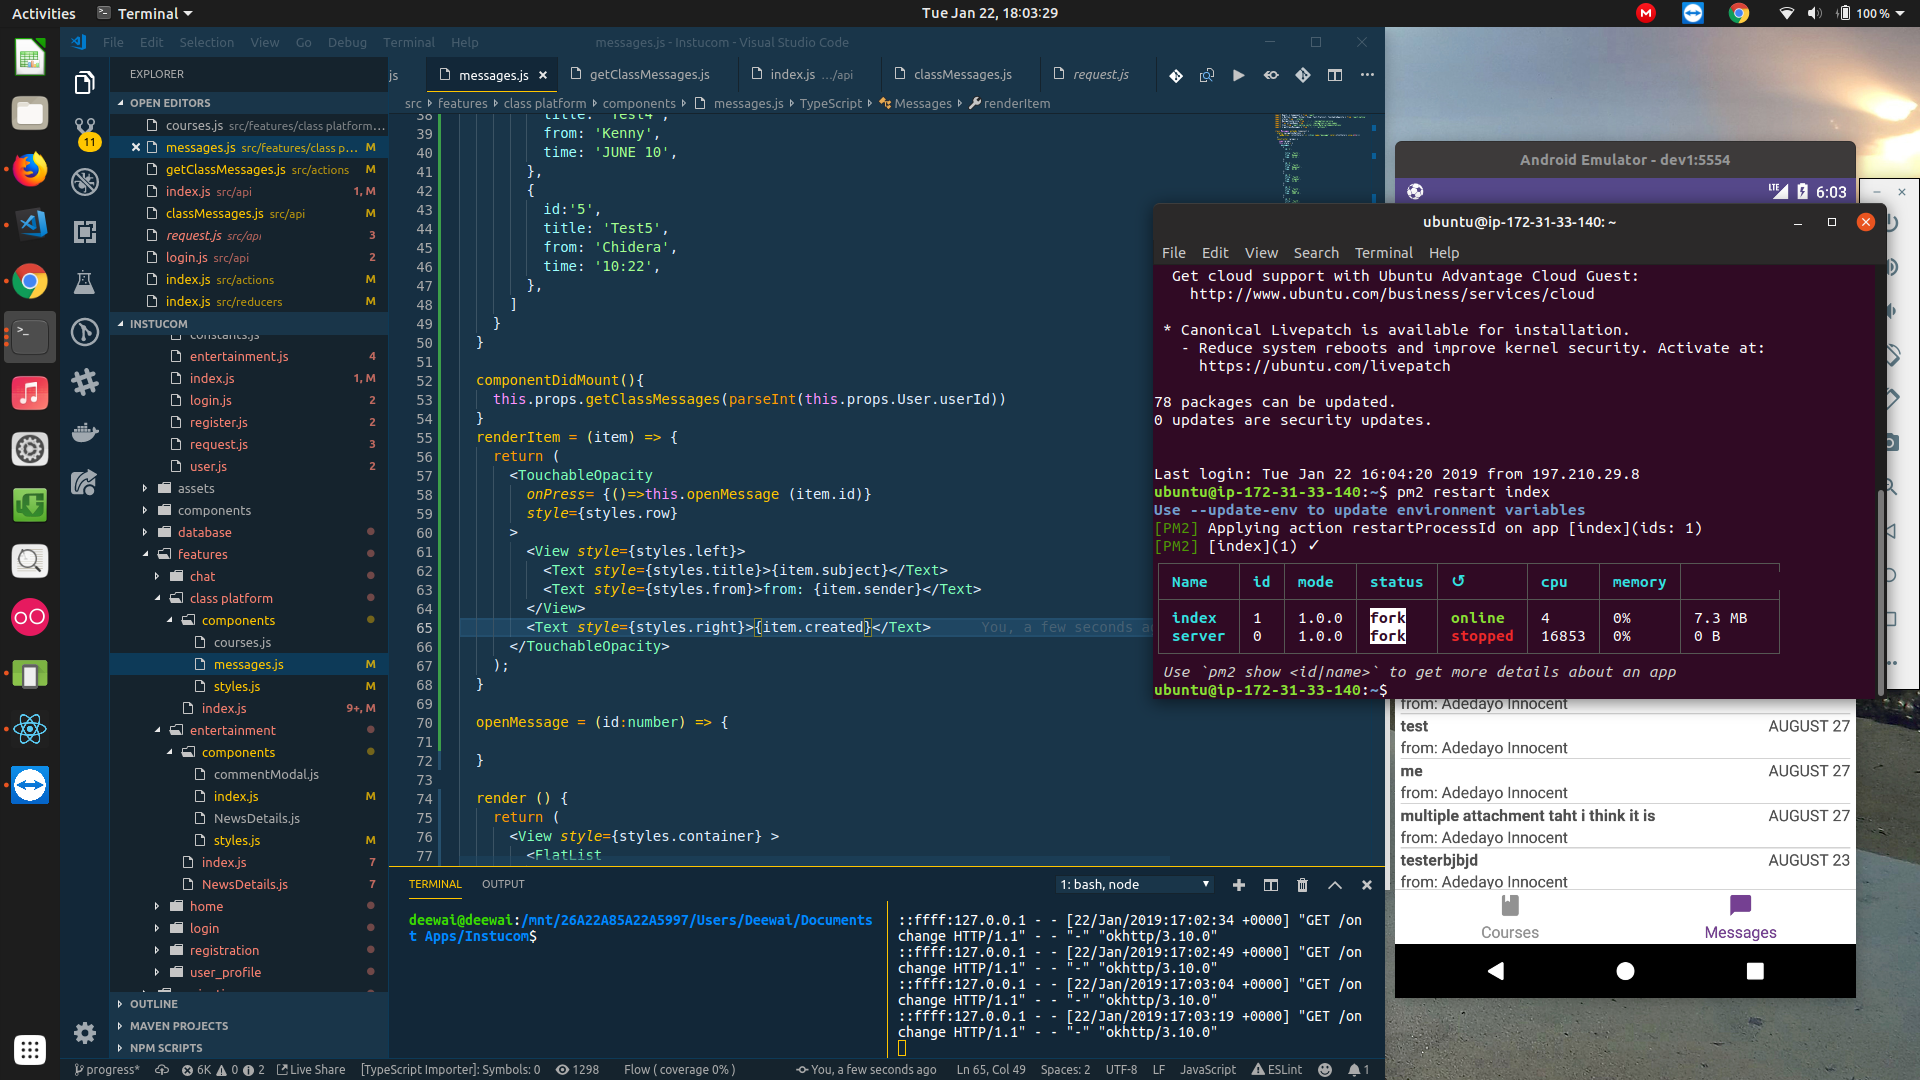 Activities
Terminal
Tue Jan 22, 18:03:29
100 %
File Edit Selection View Go Debug Terminal Help
messages.js - Instucom - Visual Studio Code
EXPLORER
OPEN EDITORS
courses.js src/features/class platform...
messages.js src/features/class p... M
getClassMessages.js src/actions M
index.js src/api 1, M
classMessages.js src/api M
request.js src/api 3
login.js src/api 2
index.js src/actions M
index.js src/reducers M
11
INSTUCOM
constants.js
entertainment.js 4
index.js 1, M
login.js 2
register.js 2
request.js 3
user.js 2
assets
components
database
features
chat
class platform
components
courses.js
messages.js M
styles.js M
index.js 9+, M
entertainment
components
commentModal.js
index.js M
NewsDetails.js
styles.js M
index.js 7
NewsDetails.js 7
home
login
registration
user_profile
OUTLINE
MAVEN PROJECTS
NPM SCRIPTS
js
messages.js
getClassMessages.js
index.js .../api
classMessages.js
request.js
src features class platform components messages.js TypeScript Messages renderItem
38 title: 'Test4',
39 from: 'Kenny',
40 time: 'JUNE 10',
41 },
42 {
43 id:'5',
44 title: 'Test5',
45 from: 'Chidera',
46 time: '10:22',
47 },
48 ]
49 }
50 }
51
52 componentDidMount(){
53 this.props.getClassMessages(parseInt(this.props.User.userId))
54 }
55 renderItem = (item) => {
56 return (
57 <TouchableOpacity
58 onPress= {()=>this.openMessage (item.id)}
59 style={styles.row}
60 >
61 <View style={styles.left}>
62 <Text style={styles.title}>{item.subject}</Text>
63 <Text style={styles.from}>from: {item.sender}</Text>
64 </View>
65 <Text style={styles.right}>{item.created}</Text> You, a few seconds a
66 </TouchableOpacity>
67 );
68 }
69
70 openMessage = (id:number) => {
71
72 }
73
74 render () {
75 return (
76 <View style={styles.container} >
77 <FlatList
TERMINAL OUTPUT
1: bash, node
deewai@deewai:/mnt/26A22A85A22A5997/Users/Deewai/Documents
t Apps/Instucom$
::ffff:127.0.0.1 - - [22/Jan/2019:17:02:34 +0000] "GET /on
change HTTP/1.1" - - "-" "okhttp/3.10.0"
::ffff:127.0.0.1 - - [22/Jan/2019:17:02:49 +0000] "GET /on
change HTTP/1.1" - - "-" "okhttp/3.10.0"
::ffff:127.0.0.1 - - [22/Jan/2019:17:03:04 +0000] "GET /on
change HTTP/1.1" - - "-" "okhttp/3.10.0"
::ffff:127.0.0.1 - - [22/Jan/2019:17:03:19 +0000] "GET /on
change HTTP/1.1" - - "-" "okhttp/3.10.0"
progress* 6K 0 2 Live Share [TypeScript Importer]: Symbols: 0 1298 Flow ( coverage 0% ) You, a few seconds ago Ln 65, Col 49 Spaces: 2 UTF-8 LF JavaScript ESLint 1
Android Emulator - dev1:5554
LTE
6:03
ubuntu@ip-172-31-33-140: ~
File Edit View Search Terminal Help
Get cloud support with Ubuntu Advantage Cloud Guest:
http://www.ubuntu.com/business/services/cloud
* Canonical Livepatch is available for installation.
- Reduce system reboots and improve kernel security. Activate at:
https://ubuntu.com/livepatch
78 packages can be updated.
0 updates are security updates.
Last login: Tue Jan 22 16:04:20 2019 from 197.210.29.8
ubuntu@ip-172-31-33-140:~$ pm2 restart index
Use --update-env to update environment variables
[PM2] Applying action restartProcessId on app [index](ids: 1)
[PM2] [index](1) ✓
Name id mode status ↺ cpu memory
index 1 1.0.0 fork online 4 0% 7.3 MB
server 0 1.0.0 fork stopped 16853 0% 0 B
Use `pm2 show <id|name>` to get more details about an app
ubuntu@ip-172-31-33-140:~$
from: Adedayo Innocent
test AUGUST 27
from: Adedayo Innocent
me AUGUST 27
from: Adedayo Innocent
multiple attachment taht i think it is AUGUST 27
from: Adedayo Innocent
testerbjbjd AUGUST 23
from: Adedayo Innocent
Courses
Messages